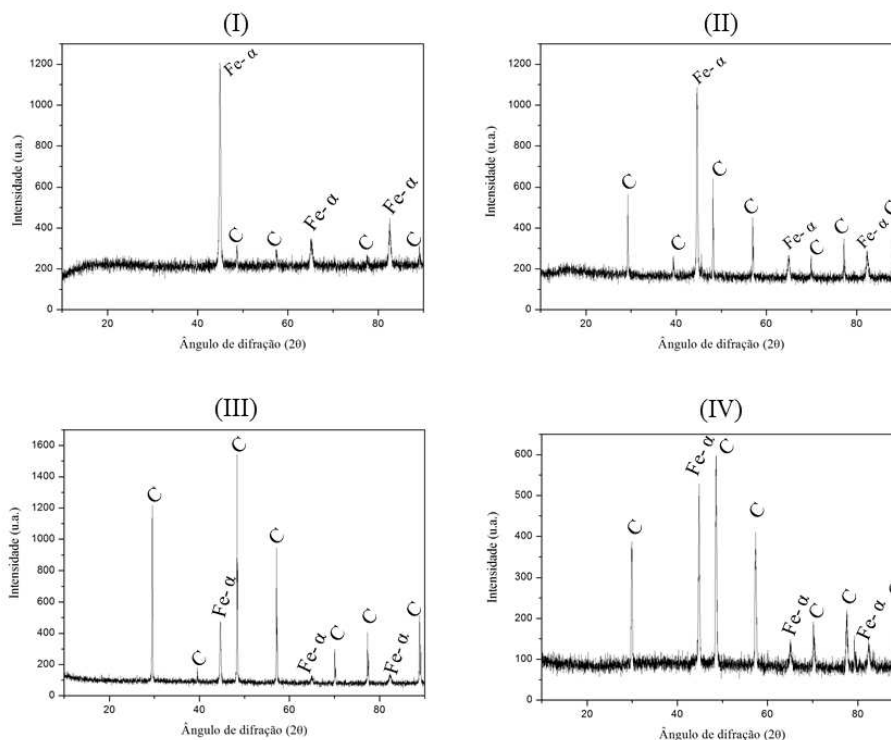 (I)
1200
1000
800
600
400
200
0
Intensidade (u.a.)
Fe- α
C
C
Fe- α
C
Fe- α
C
20
40
60
80
Ângulo de difração (2θ)
(II)
1200
1000
800
600
400
200
0
Intensidade (u.a.)
C
C
Fe- α
C
C
Fe- α
C
C
Fe- α
C
20
40
60
80
Ângulo de difração (2θ)
(III)
1600
1400
1200
1000
800
600
400
200
0
Intensidade (u.a.)
C
C
Fe- α
C
C
Fe- α
C
C
Fe- α
C
20
40
60
80
Ângulo de difração (2θ)
(IV)
600
500
400
300
200
100
0
Intensidade (u.a.)
C
Fe- α
C
C
Fe- α
C
C
Fe- α
20
40
60
80
Ângulo de difração (2θ)